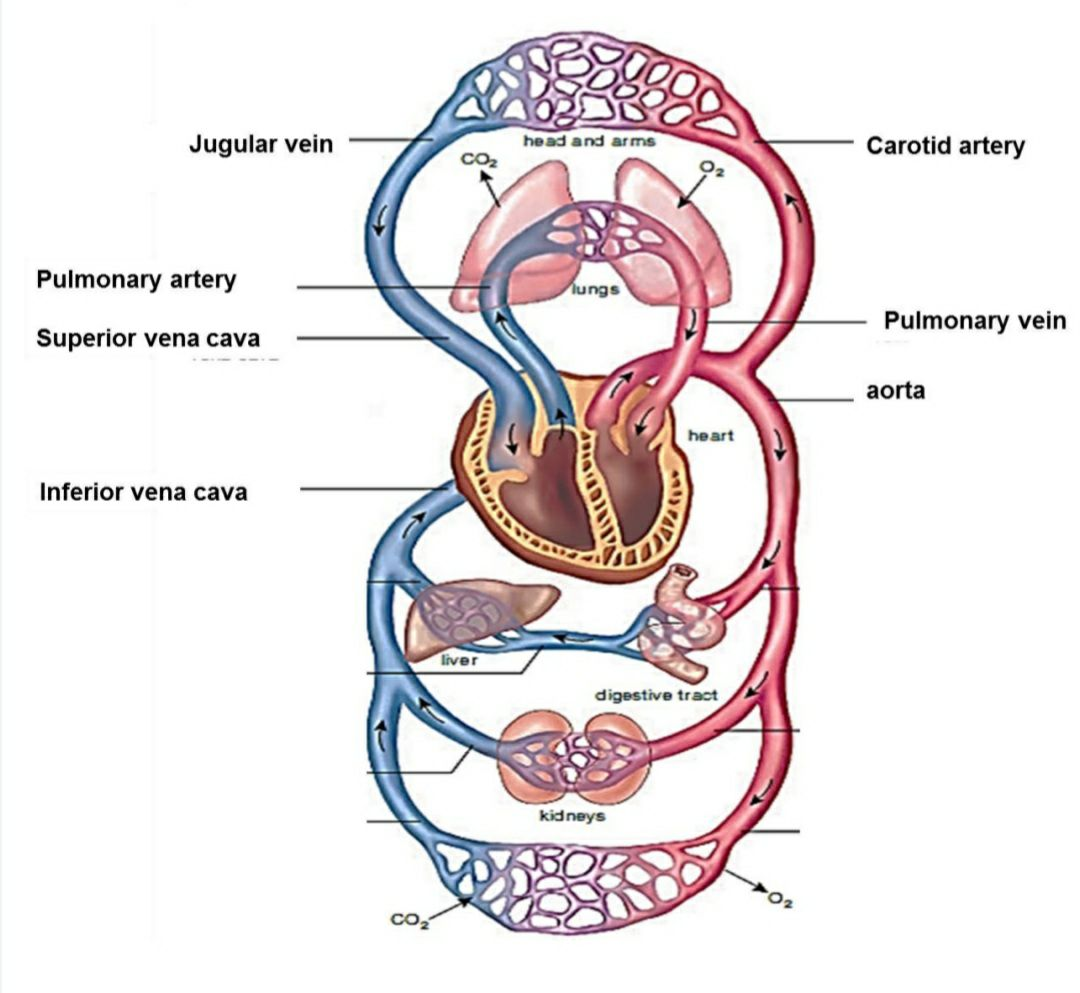 head and arms
Jugular vein
Carotid artery
CO₂
O₂
Pulmonary artery
lungs
Pulmonary vein
Superior vena cava
aorta
heart
Inferior vena cava
liver
digestive tract
kidneys
O₂
CO₂